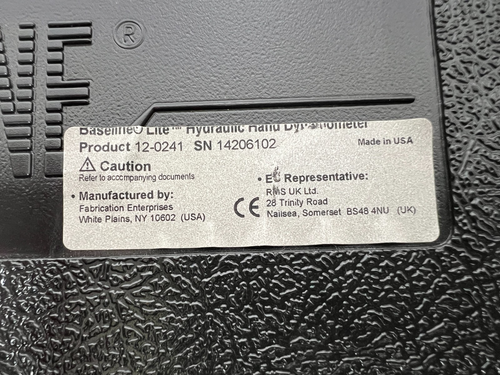 NE®
Baseline® Lite™ Hydraulic Hand Dynamometer
Product 12-0241 SN 14206102
Made in USA
⚠ Caution
Refer to accompanying documents
• Manufactured by:
Fabrication Enterprises
White Plains, NY 10602 (USA)
CE
• EC Representative:
RMS UK Ltd.
28 Trinity Road
Nailsea, Somerset BS48 4NU (UK)